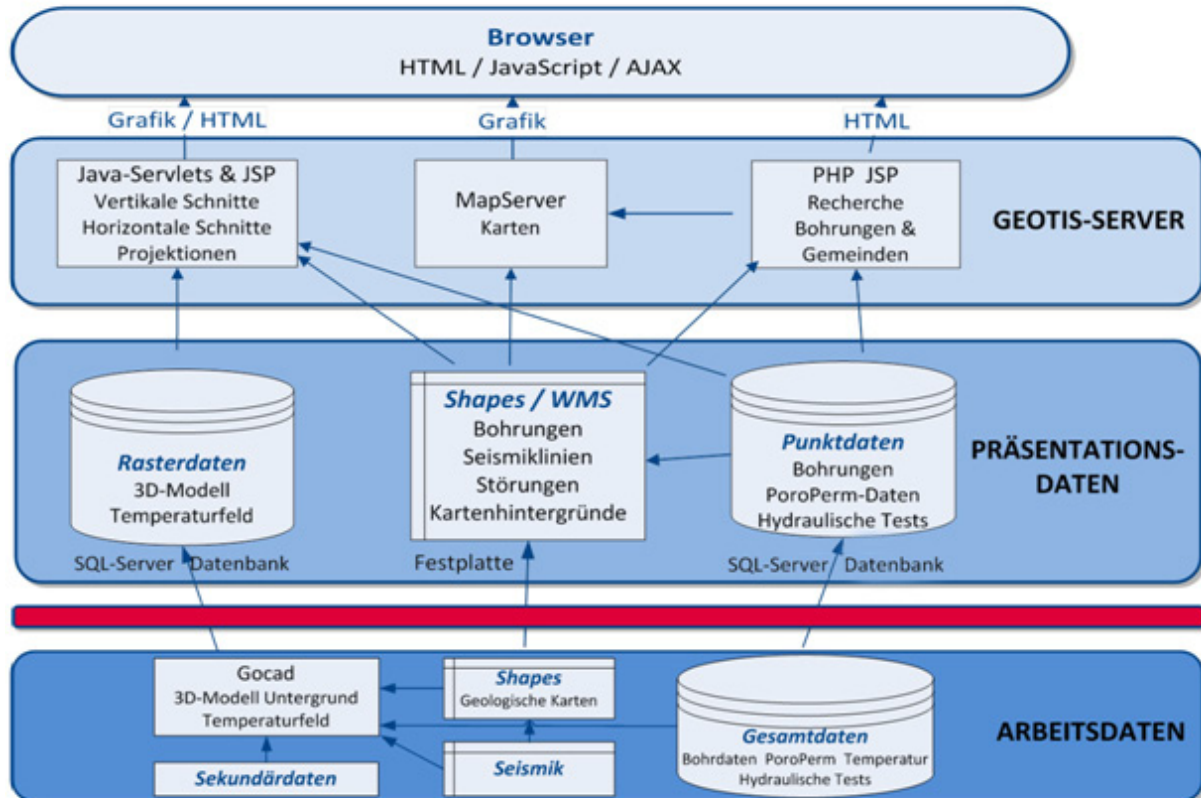 Browser
HTML / JavaScript / AJAX
Grafik / HTML
Grafik
HTML
Java-Servlets & JSP
Vertikale Schnitte
Horizontale Schnitte
Projektionen
MapServer
Karten
PHP JSP
Recherche
Bohrungen &
Gemeinden
GEOTIS-SERVER
Rasterdaten
3D-Modell
Temperaturfeld
SQL-Server Datenbank
Shapes / WMS
Bohrungen
Seismiklinien
Störungen
Kartenhintergründe
Festplatte
Punktdaten
Bohrungen
PoroPerm-Daten
Hydraulische Tests
SQL-Server Datenbank
PRÄSENTATIONS-
DATEN
Gocad
3D-Modell Untergrund
Temperaturfeld
Sekundärdaten
Shapes
Geologische Karten
Seismik
Gesamtdaten
Bohrdaten PoroPerm Temperatur
Hydraulische Tests
ARBEITSDATEN